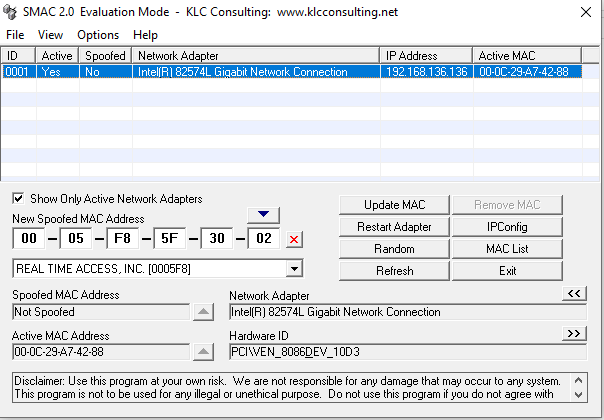 SMAC 2.0 Evaluation Mode - KLC Consulting: www.klcconsulting.net
File View Options Help
ID Active Spoofed Network Adapter IP Address Active MAC
0001 Yes No Intel(R) 82574L Gigabit Network Connection 192.168.136.136 00-0C-29-A7-42-88
Show Only Active Network Adapters
New Spoofed MAC Address
00 - 05 - F8 - 5F - 30 - 02
REAL TIME ACCESS, INC. [0005F8]
Update MAC Remove MAC
Restart Adapter IPConfig
Random MAC List
Refresh Exit
Spoofed MAC Address
Not Spoofed
Network Adapter <<
Intel(R) 82574L Gigabit Network Connection
Active MAC Address
00-0C-29-A7-42-88
Hardware ID >>
PCI\VEN_8086DEV_10D3
Disclaimer: Use this program at your own risk. We are not responsible for any damage that may occur to any system.
This program is not to be used for any illegal or unethical purpose. Do not use this program if you do not agree with